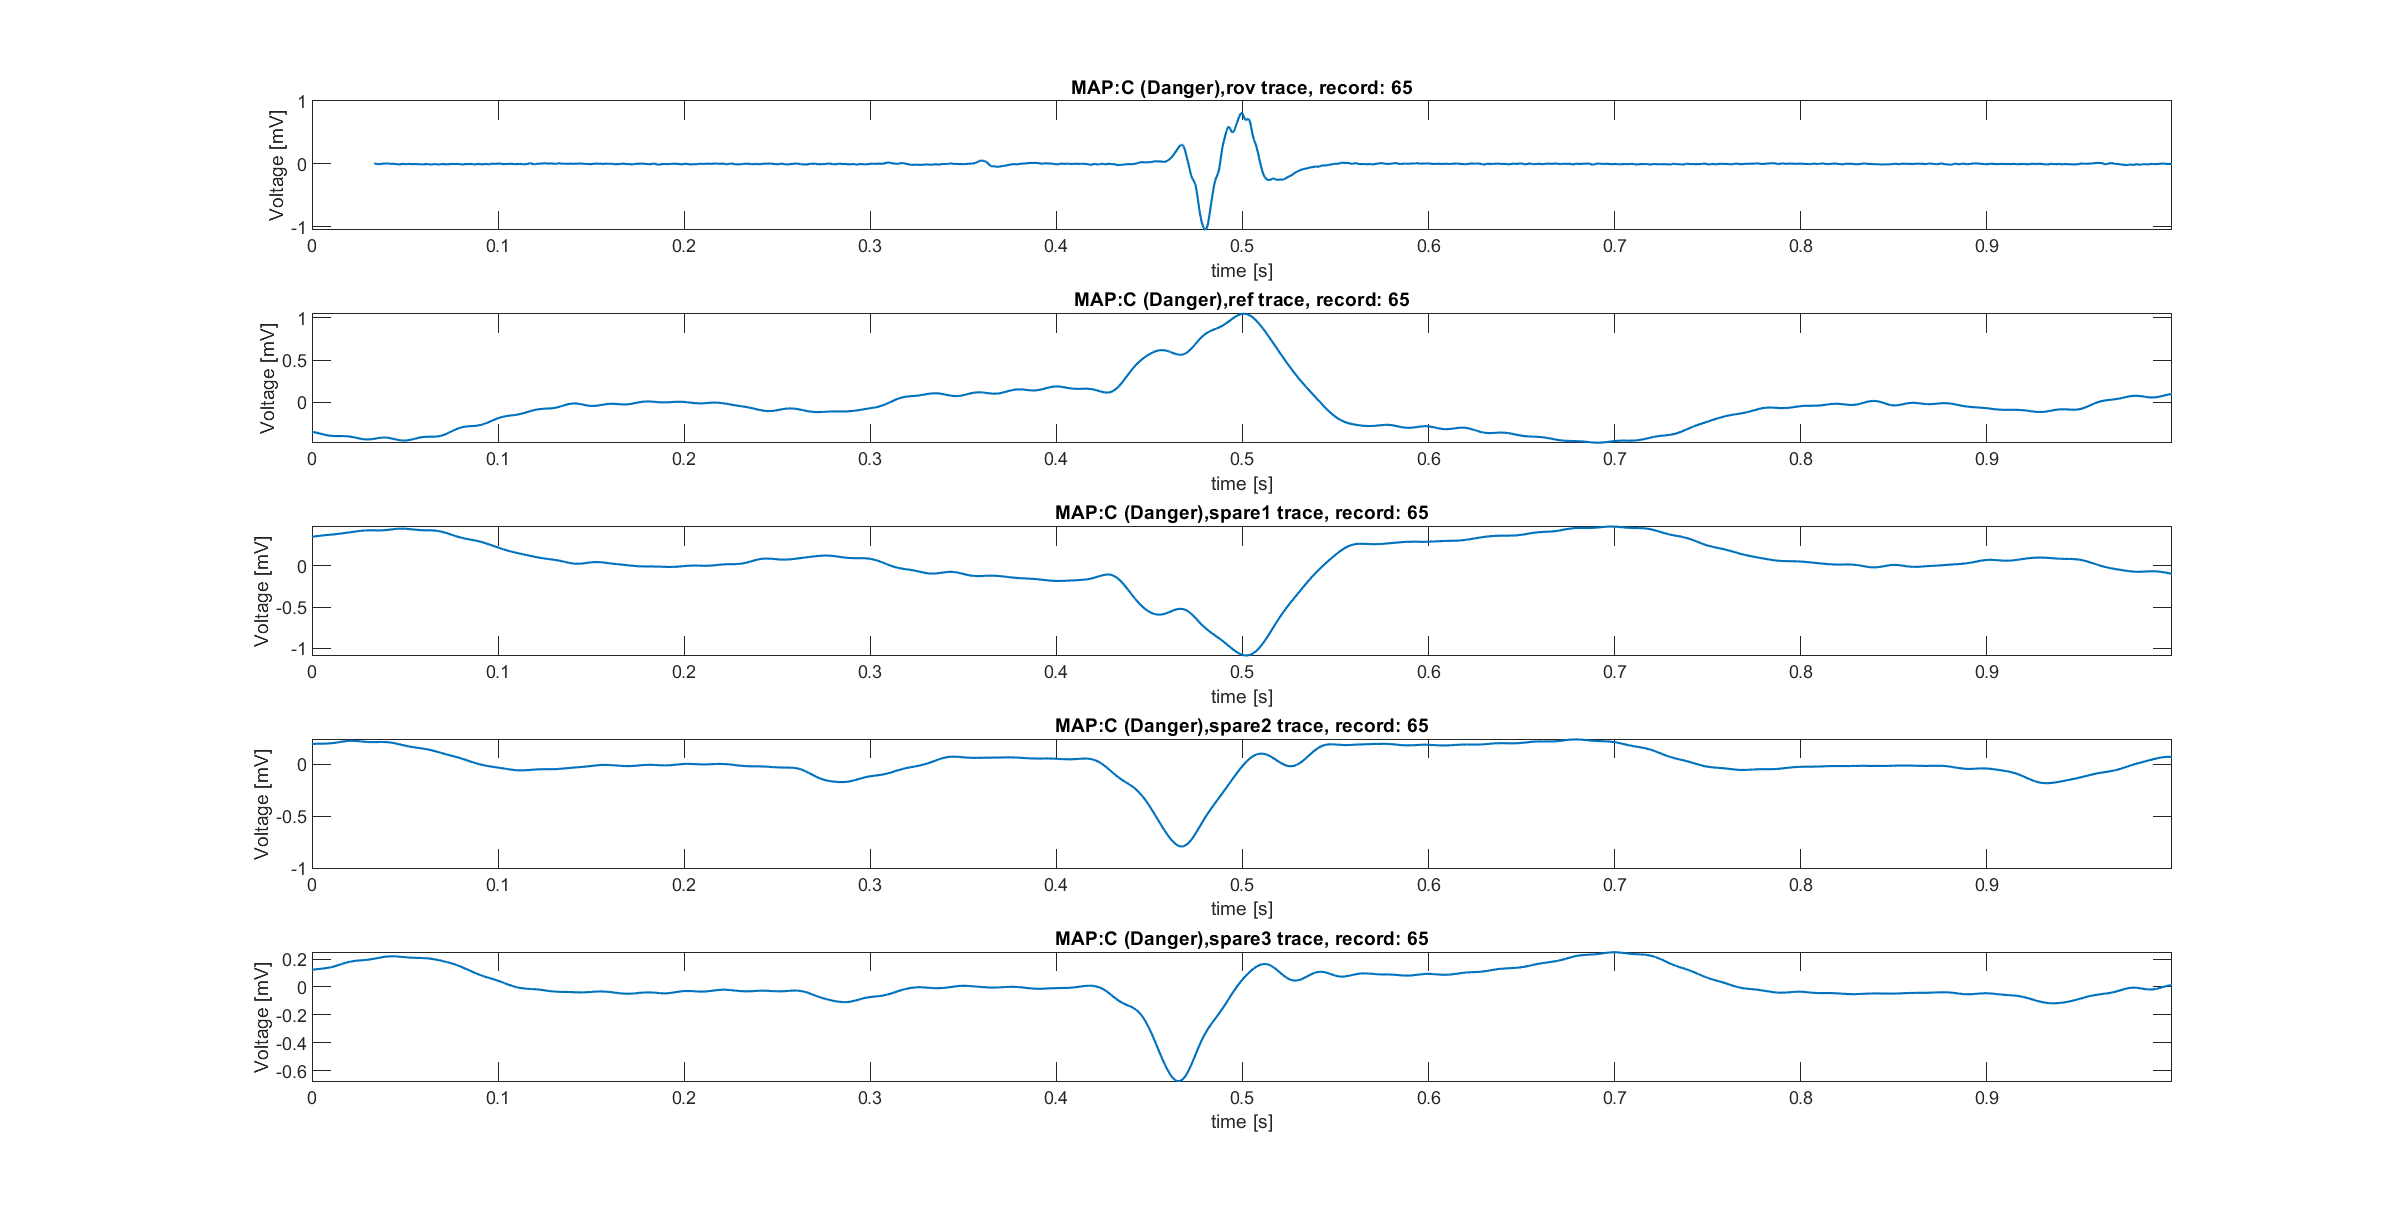 MAP:C (Danger),rov trace, record: 65
Voltage [mV]
1
0
-1
0 0.1 0.2 0.3 0.4 0.5 0.6 0.7 0.8 0.9
time [s]
MAP:C (Danger),ref trace, record: 65
Voltage [mV]
1
0.5
0
0 0.1 0.2 0.3 0.4 0.5 0.6 0.7 0.8 0.9
time [s]
MAP:C (Danger),spare1 trace, record: 65
Voltage [mV]
0
-0.5
-1
0 0.1 0.2 0.3 0.4 0.5 0.6 0.7 0.8 0.9
time [s]
MAP:C (Danger),spare2 trace, record: 65
Voltage [mV]
0
-0.5
-1
0 0.1 0.2 0.3 0.4 0.5 0.6 0.7 0.8 0.9
time [s]
MAP:C (Danger),spare3 trace, record: 65
Voltage [mV]
0.2
0
-0.2
-0.4
-0.6
0 0.1 0.2 0.3 0.4 0.5 0.6 0.7 0.8 0.9
time [s]